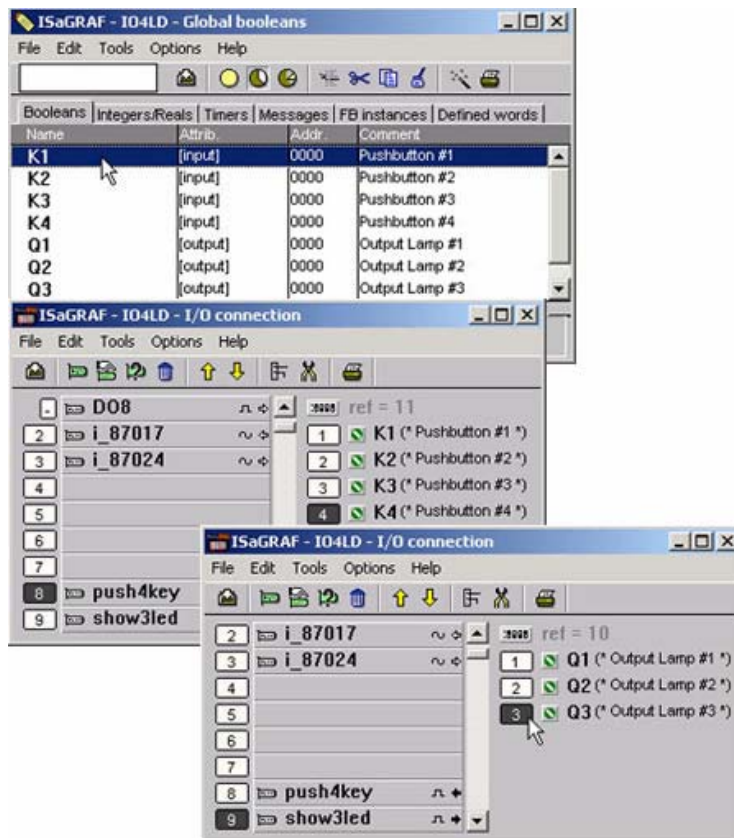 ISaGRAF - IO4LD - Global booleans
File Edit Tools Options Help
Booleans Integers/Reals Timers Messages FB instances Defined words
Name Attrib. Addr. Comment
K1 [input] 0000 Pushbutton #1
K2 [input] 0000 Pushbutton #2
K3 [input] 0000 Pushbutton #3
K4 [input] 0000 Pushbutton #4
Q1 [output] 0000 Output Lamp #1
Q2 [output] 0000 Output Lamp #2
Q3 [output] 0000 Output Lamp #3
ISaGRAF - IO4LD - I/O connection
File Edit Tools Options Help
. DO8 ref = 11
2 i_87017 1 K1 (* Pushbutton #1 *)
3 i_87024 2 K2 (* Pushbutton #2 *)
4 3 K3 (* Pushbutton #3 *)
5 4 K4 (* Pushbutton #4 *)
6
7
8 push4key
9 show3led
ISaGRAF - IO4LD - I/O connection
File Edit Tools Options Help
2 i_87017 ref = 10
3 i_87024 1 Q1 (* Output Lamp #1 *)
4 2 Q2 (* Output Lamp #2 *)
5 3 Q3 (* Output Lamp #3 *)
6
7
8 push4key
9 show3led